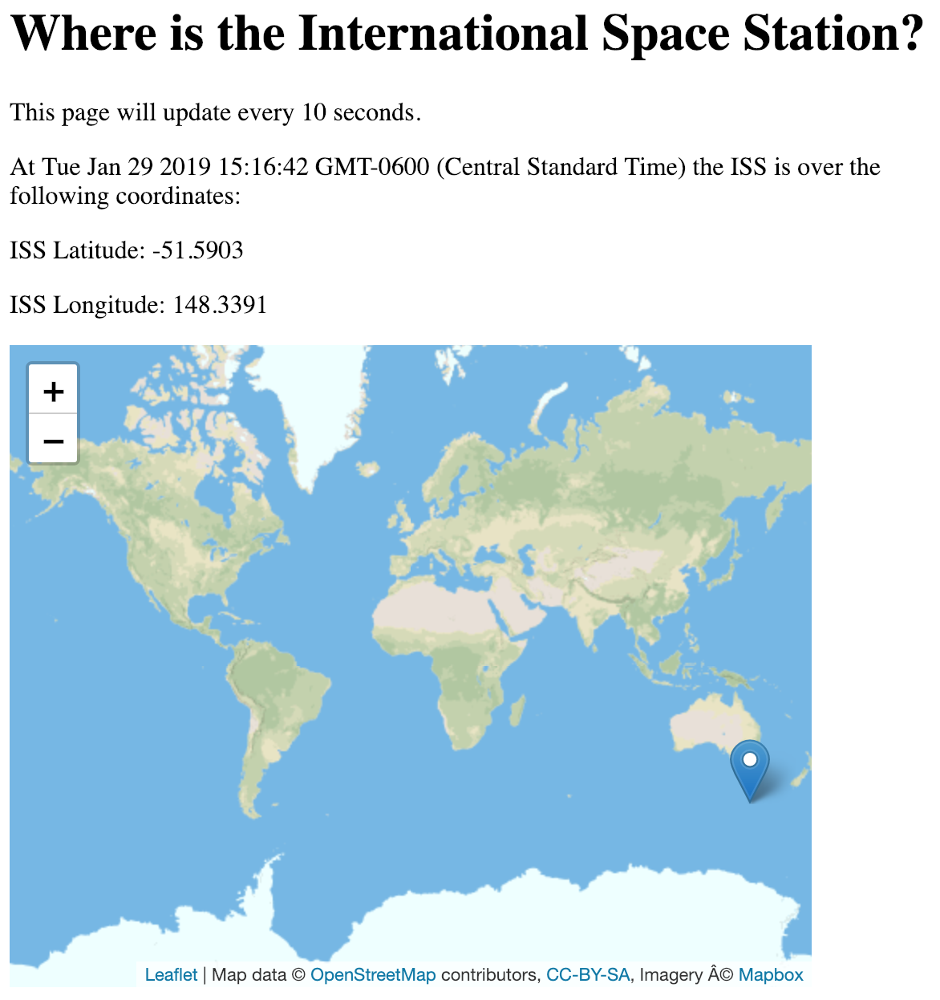 Where is the International Space Station?
This page will update every 10 seconds.
At Tue Jan 29 2019 15:16:42 GMT-0600 (Central Standard Time) the ISS is over the
following coordinates:
ISS Latitude: -51.5903
ISS Longitude: 148.3391
+
−
Leaflet | Map data © OpenStreetMap contributors, CC-BY-SA, Imagery Â© Mapbox